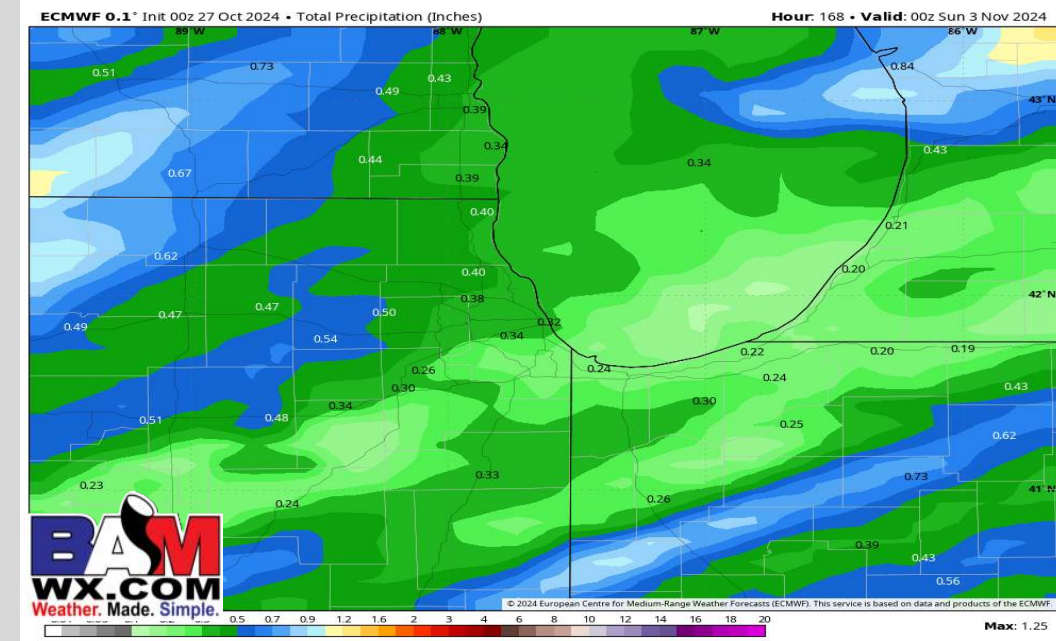 ECMWF 0.1° Init 00z 27 Oct 2024 • Total Precipitation (Inches) Hour: 168 • Valid: 00z Sun 3 Nov 2024
89°W 88°W 87°W 86°W
0.51 0.73 0.43 0.84
0.49 43°N
0.39
0.34 0.43
0.44 0.34
0.67 0.39
0.40 0.21
0.62 0.40 0.20
0.38 42°N
0.49 0.47 0.47 0.50 0.32
0.54 0.34
0.22 0.20 0.19
0.26 0.24 0.24
0.30 0.43
0.34 0.30
0.51 0.48 0.25
0.62
0.23 0.33 0.73
41°N
0.24 0.26
0.39
0.43
0.56
BAM
WX.COM
Weather. Made. Simple.
© 2024 European Centre for Medium-Range Weather Forecasts (ECMWF). This service is based on data and products of the ECMWF.
0.5 0.7 0.9 1.2 1.6 2 3 4 6 8 10 12 14 16 18 20 Max: 1.25